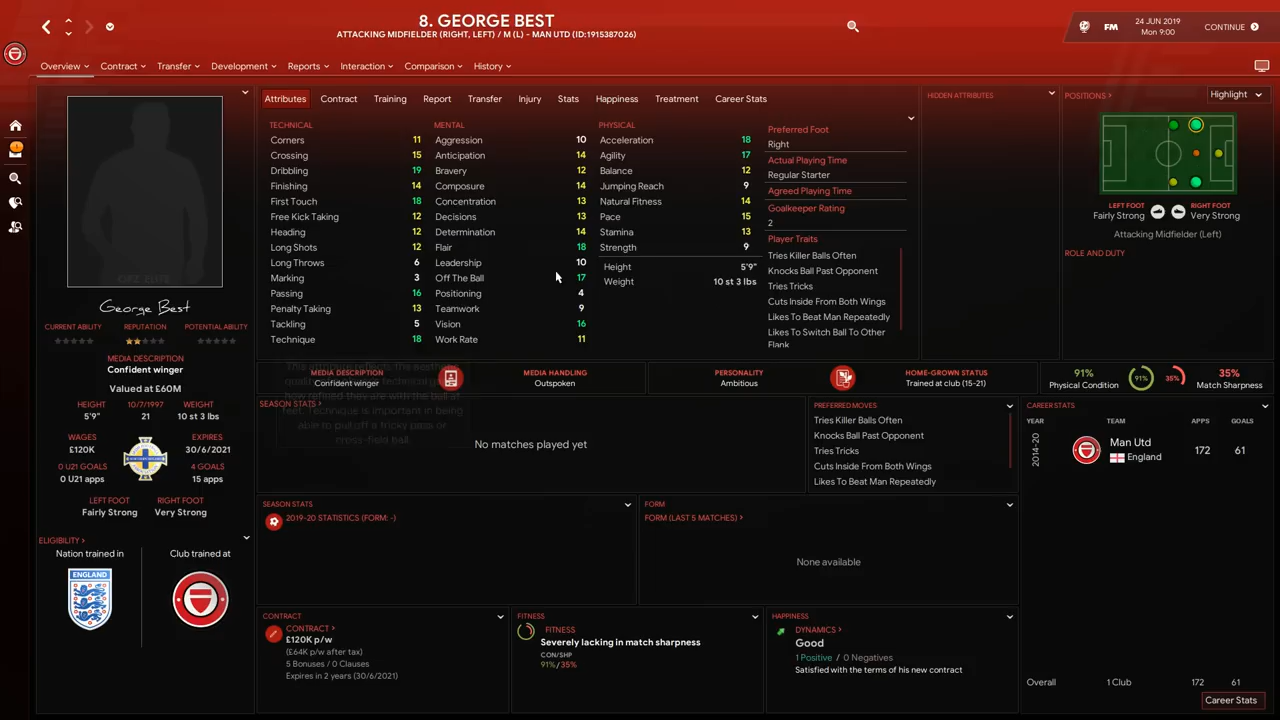 8. GEORGE BEST
ATTACKING MIDFIELDER (RIGHT, LEFT) / M (L) - MAN UTD (ID:1915387026)
FM
24 JUN 2019
Mon 9:00
CONTINUE
Overview
Contract
Transfer
Development
Reports
Interaction
Comparison
History
Attributes
Contract
Training
Report
Transfer
Injury
Stats
Happiness
Treatment
Career Stats
TECHNICAL
Corners 11
Crossing 15
Dribbling 19
Finishing 14
First Touch 18
Free Kick Taking 12
Heading 12
Long Shots 12
Long Throws 6
Marking 3
Passing 16
Penalty Taking 13
Tackling 5
Technique 18
MENTAL
Aggression 10
Anticipation 14
Bravery 12
Composure 14
Concentration 13
Decisions 13
Determination 14
Flair 18
Leadership 10
Off The Ball 17
Positioning 4
Teamwork 9
Vision 16
Work Rate 11
PHYSICAL
Acceleration 18
Agility 17
Balance 12
Jumping Reach 9
Natural Fitness 14
Pace 15
Stamina 13
Strength 9
Height 5'9"
Weight 10 st 3 lbs
Preferred Foot
Right
Actual Playing Time
Regular Starter
Agreed Playing Time
Goalkeeper Rating
2
Player Traits
Tries Killer Balls Often
Knocks Ball Past Opponent
Tries Tricks
Cuts Inside From Both Wings
Likes To Beat Man Repeatedly
Likes To Switch Ball To Other
Flank
HIDDEN ATTRIBUTES
POSITIONS >
Highlight
LEFT FOOT
Fairly Strong
RIGHT FOOT
Very Strong
Attacking Midfielder (Left)
ROLE AND DUTY
George Best
CURRENT ABILITY
REPUTATION
POTENTIAL ABILITY
MEDIA DESCRIPTION
Confident winger
Valued at £60M
HEIGHT 10/7/1997 WEIGHT
5'9" 21 10 st 3 lbs
WAGES
£120K
EXPIRES
30/6/2021
0 U21 GOALS
0 U21 apps
4 GOALS
15 apps
LEFT FOOT
Fairly Strong
RIGHT FOOT
Very Strong
ELIGIBILITY >
Nation trained in
Club trained at
ENGLAND
MEDIA DESCRIPTION
Confident winger
MEDIA HANDLING
Outspoken
PERSONALITY
Ambitious
HOME-GROWN STATUS
Trained at club (15-21)
91%
Physical Condition
91%
35%
35%
Match Sharpness
SEASON STATS >
No matches played yet
PREFERRED MOVES
Tries Killer Balls Often
Knocks Ball Past Opponent
Tries Tricks
Cuts Inside From Both Wings
Likes To Beat Man Repeatedly
CAREER STATS
YEAR TEAM APPS GOALS
2014-20
Man Utd
England
172 61
SEASON STATS
2019-20 STATISTICS (FORM: -)
FORM
FORM (LAST 5 MATCHES) >
None available
CONTRACT
CONTRACT >
£120K p/w
(£64K p/w after tax)
5 Bonuses / 0 Clauses
Expires in 2 years (30/6/2021)
FITNESS
FITNESS
Severely lacking in match sharpness
CON/SHP
91%/35%
HAPPINESS
DYNAMICS >
Good
1 Positive / 0 Negatives
Satisfied with the terms of his new contract
Overall 1 Club 172 61
Career Stats